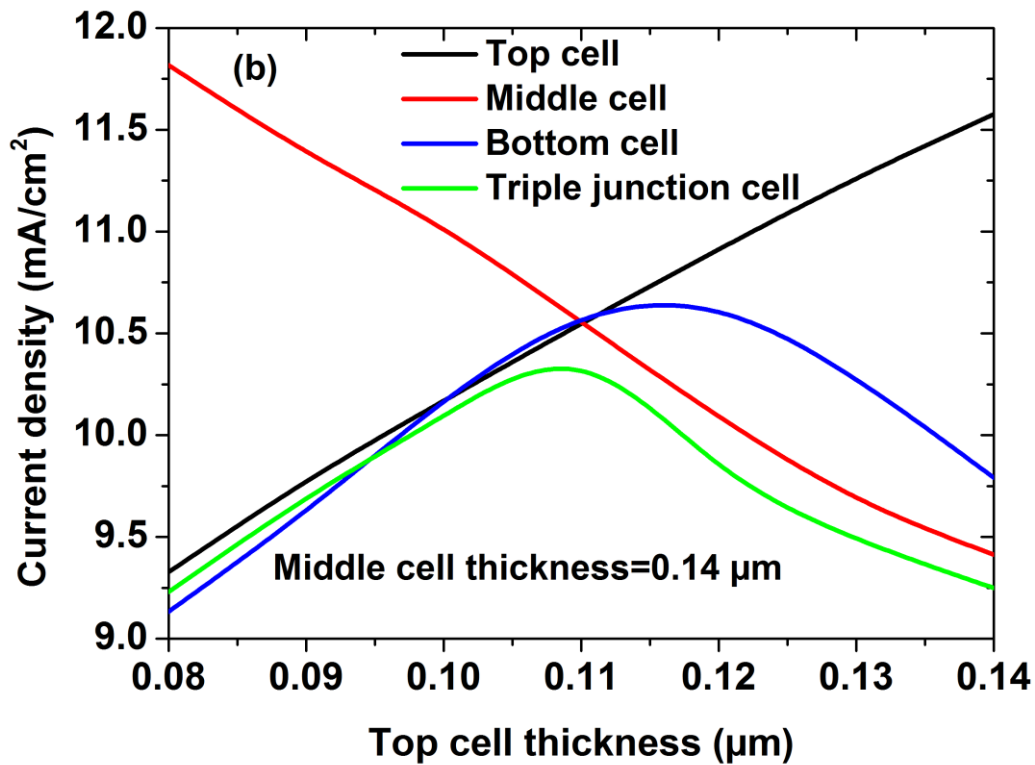 (b)
Top cell
Middle cell
Bottom cell
Triple junction cell
Current density (mA/cm²)
12.0
11.5
11.0
10.5
10.0
9.5
9.0
Middle cell thickness=0.14 µm
0.08 0.09 0.10 0.11 0.12 0.13 0.14
Top cell thickness (µm)